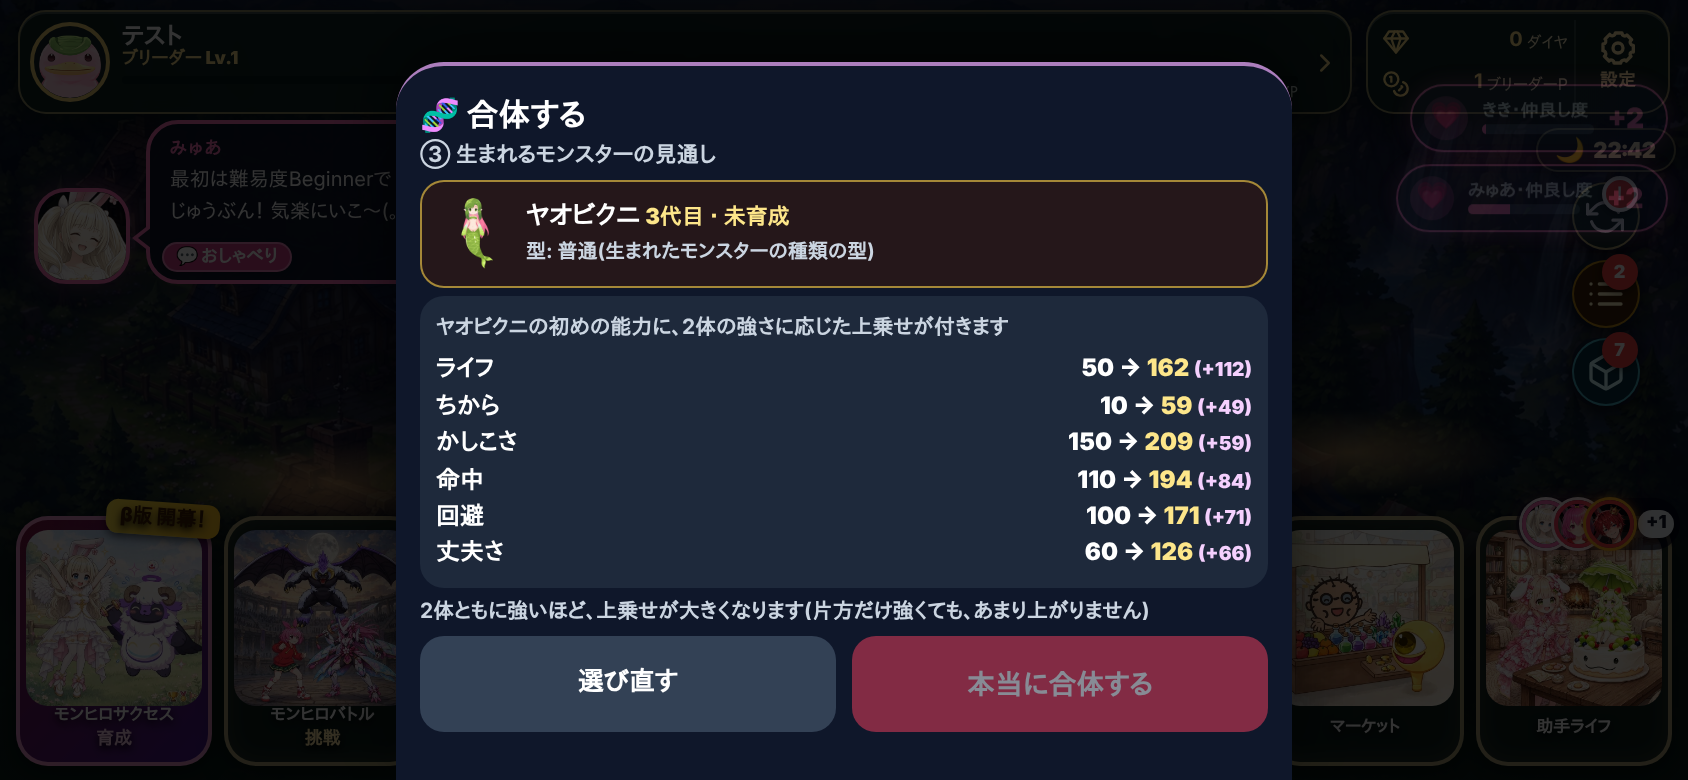 テスト
ブリーダー Lv.1
0 ダイヤ
1 ブリーダーP
設定
きき・仲良し度 +2
22:42
みゅあ・仲良し度 +2
2
7
みゅあ
最初は難易度Beginnerで
じゅうぶん！気楽にいこ〜(。
💬おしゃべり
🧬 合体する
③ 生まれるモンスターの見通し
ヤオビクニ 3代目・未育成
型: 普通(生まれたモンスターの種類の型)
ヤオビクニの初めの能力に、2体の強さに応じた上乗せが付きます
ライフ 50 → 162 (+112)
ちから 10 → 59 (+49)
かしこさ 150 → 209 (+59)
命中 110 → 194 (+84)
回避 100 → 171 (+71)
丈夫さ 60 → 126 (+66)
2体ともに強いほど、上乗せが大きくなります(片方だけ強くても、あまり上がりません)
選び直す
本当に合体する
β版 開幕！
モンヒロサクセス
育成
モンヒロバトル
挑戦
マーケット
+1
助手ライフ